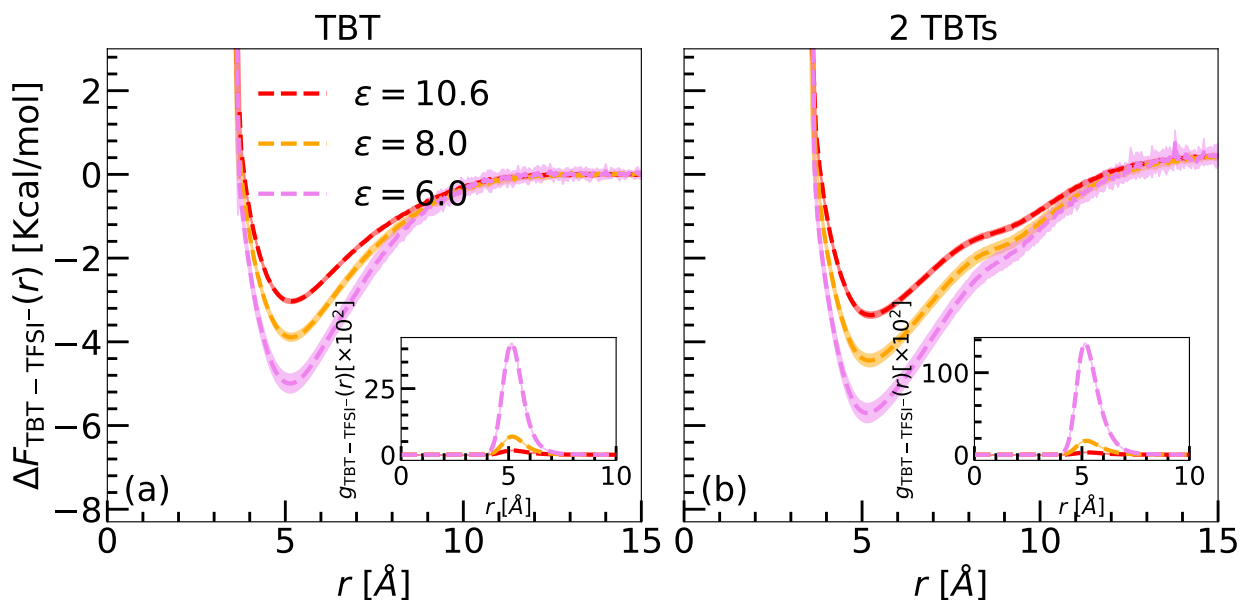 TBT
2 TBTs
ΔF_TBT−TFSI⁻(r) [Kcal/mol]
2
0
−2
−4
−6
−8
ε = 10.6
ε = 8.0
ε = 6.0
g_TBT−TFSI⁻(r)[×10²]
25
0
0
5
10
r [Å]
(a)
0
5
10
15
r [Å]
g_TBT−TFSI⁻(r)[×10²]
100
0
0
5
10
r [Å]
(b)
0
5
10
15
r [Å]